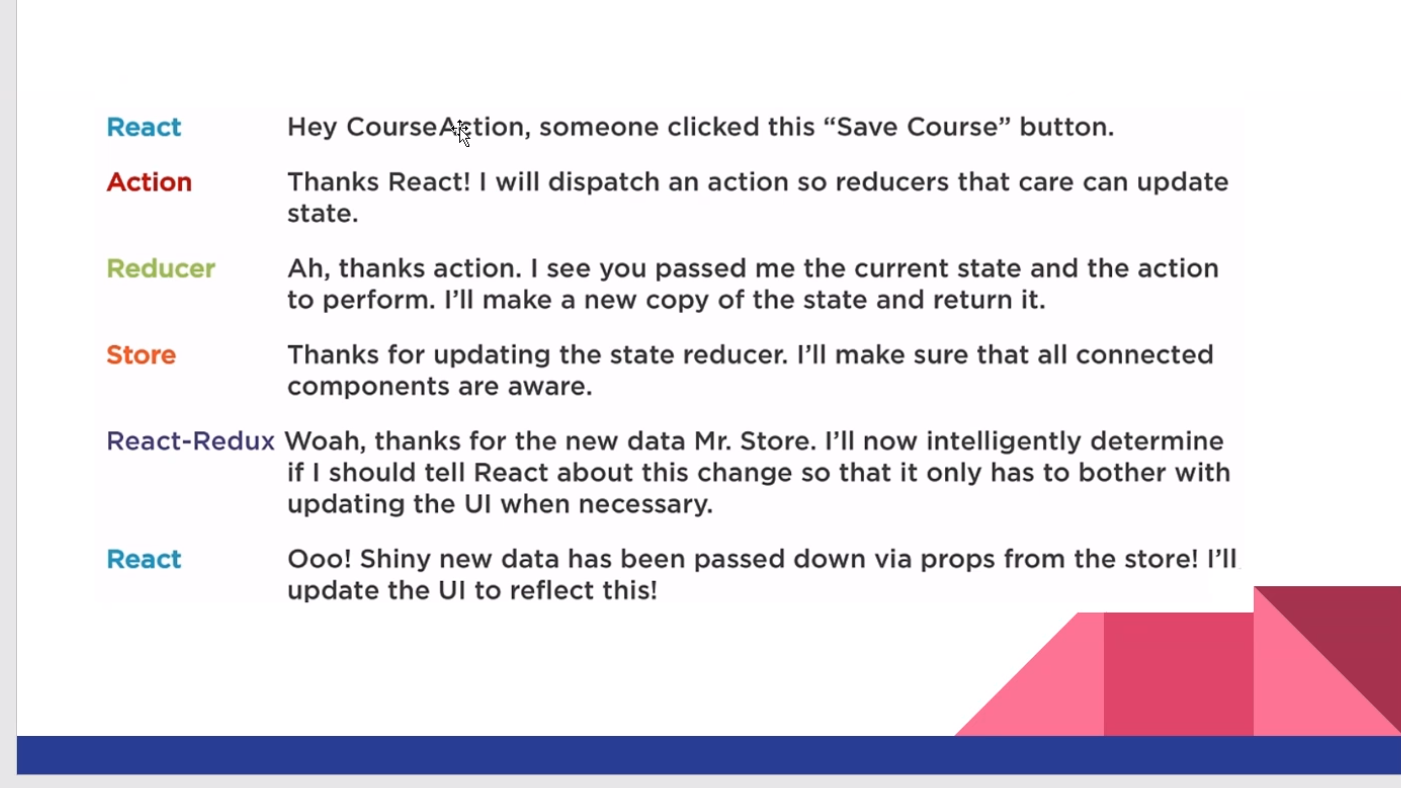 React Hey CourseAction, someone clicked this “Save Course” button.
Action Thanks React! I will dispatch an action so reducers that care can update
state.
Reducer Ah, thanks action. I see you passed me the current state and the action
to perform. I’ll make a new copy of the state and return it.
Store Thanks for updating the state reducer. I’ll make sure that all connected
components are aware.
React-Redux Woah, thanks for the new data Mr. Store. I’ll now intelligently determine
if I should tell React about this change so that it only has to bother with
updating the UI when necessary.
React Ooo! Shiny new data has been passed down via props from the store! I’ll
update the UI to reflect this!